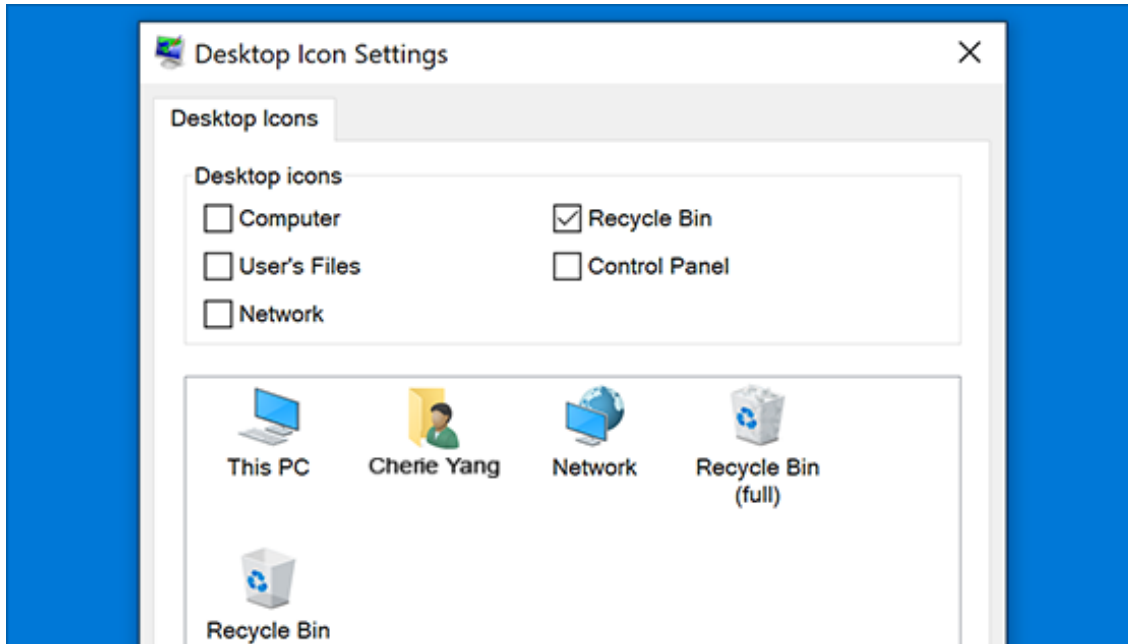 Desktop Icon Settings
Desktop Icons
Desktop icons
Computer
Recycle Bin
User's Files
Control Panel
Network
This PC
Cherie Yang
Network
Recycle Bin
(full)
Recycle Bin